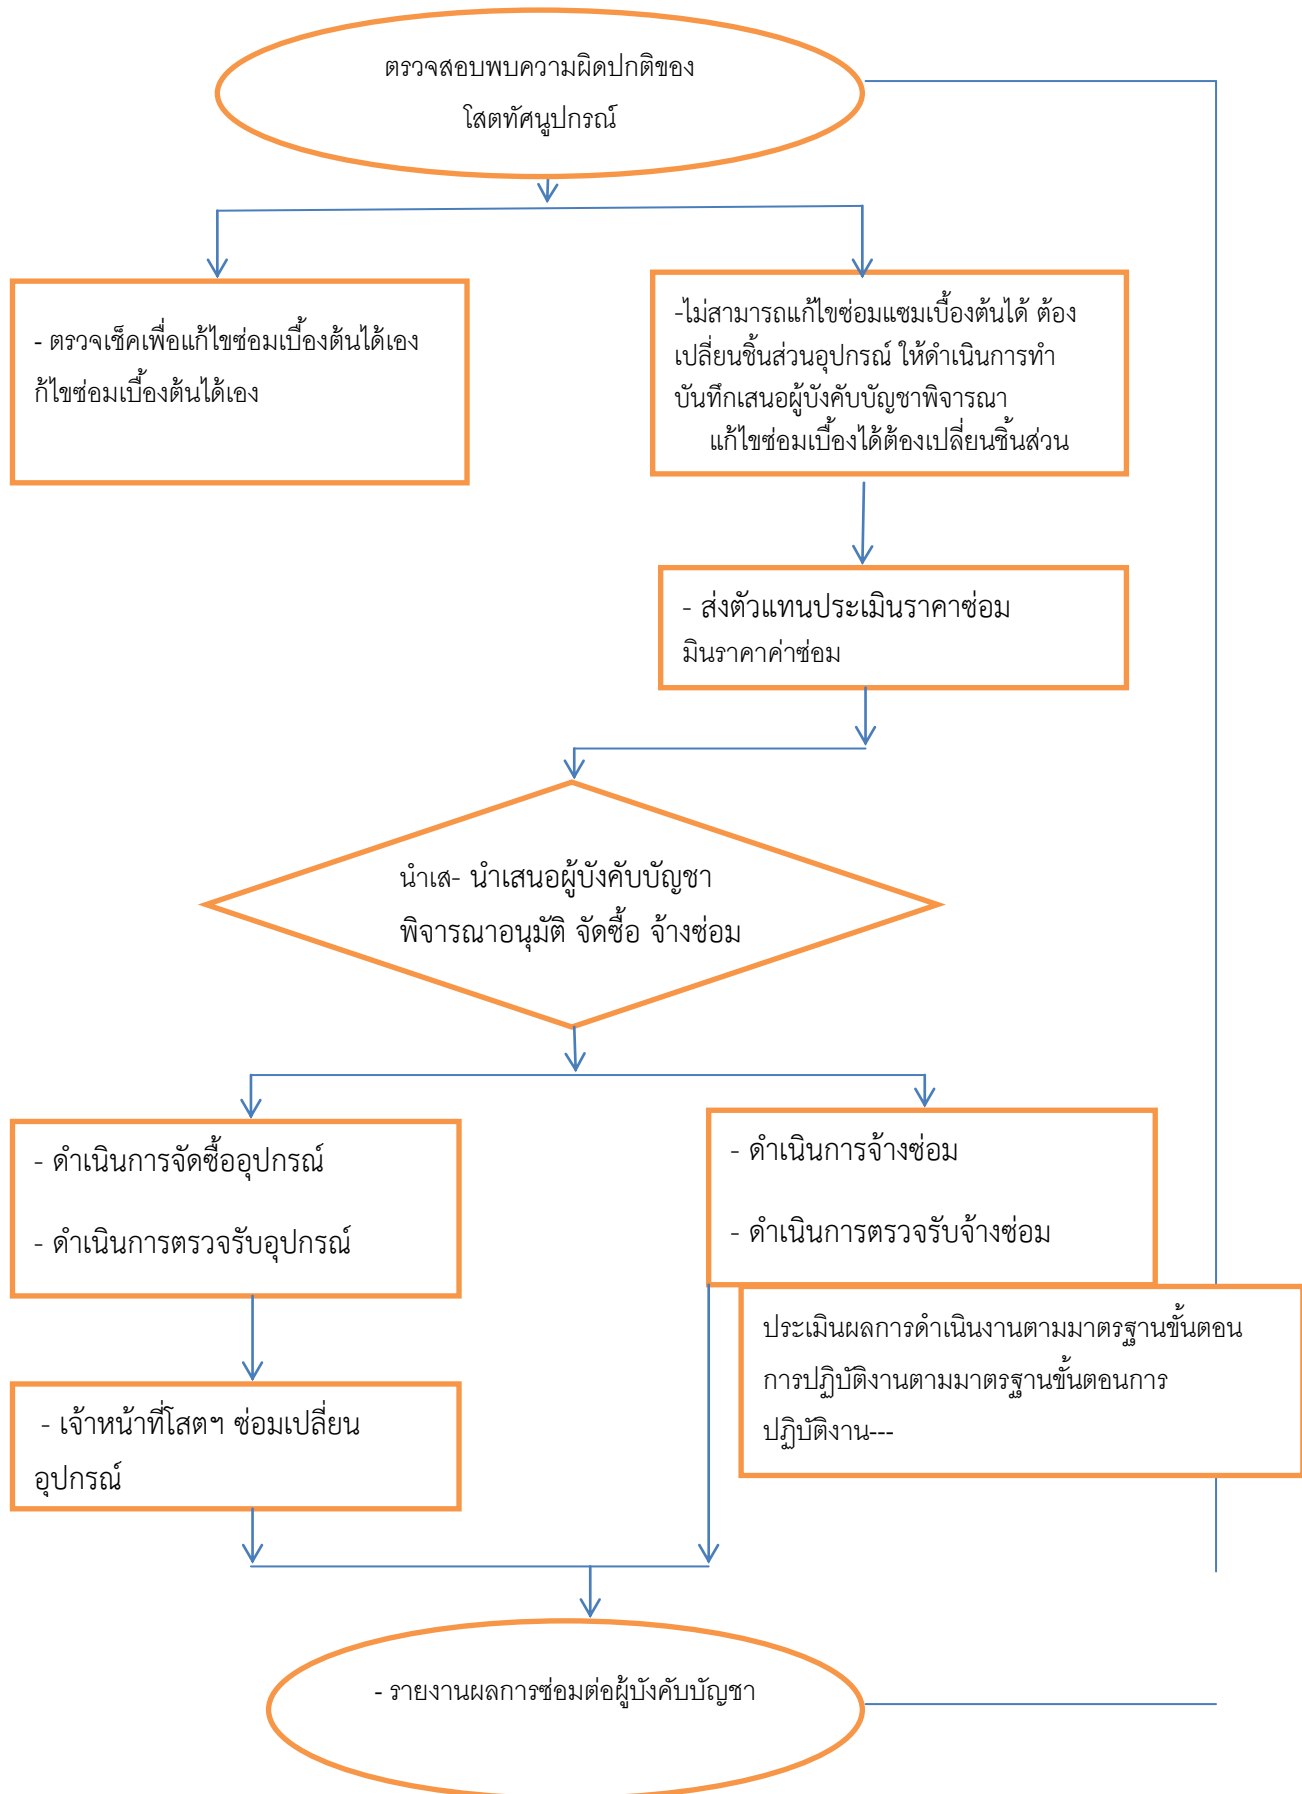 ตรวจสอบพบความผิดปกติของ
โสตทัศนูปกรณ์
- ตรวจเช็คเพื่อแก้ไขซ่อมเบื้องต้นได้เอง
ก้ไขซ่อมเบื้องต้นได้เอง
-ไม่สามารถแก้ไขซ่อมแซมเบื้องต้นได้ ต้อง
เปลี่ยนชิ้นส่วนอุปกรณ์ ให้ดำเนินการทำ
บันทึกเสนอผู้บังคับบัญชาพิจารณา
แก้ไขซ่อมเบื้องได้ต้องเปลี่ยนชิ้นส่วน
- ส่งตัวแทนประเมินราคาซ่อม
มินราคาค่าซ่อม
นำเส- นำเสนอผู้บังคับบัญชา
พิจารณาอนุมัติ จัดซื้อ จ้างซ่อม
- ดำเนินการจัดซื้ออุปกรณ์
- ดำเนินการตรวจรับอุปกรณ์
- ดำเนินการจ้างซ่อม
- ดำเนินการตรวจรับจ้างซ่อม
ประเมินผลการดำเนินงานตามมาตรฐานขั้นตอน
การปฏิบัติงานตามมาตรฐานขั้นตอนการ
ปฏิบัติงาน---
- เจ้าหน้าที่โสตฯ ซ่อมเปลี่ยน
อุปกรณ์
- รายงานผลการซ่อมต่อผู้บังคับบัญชา